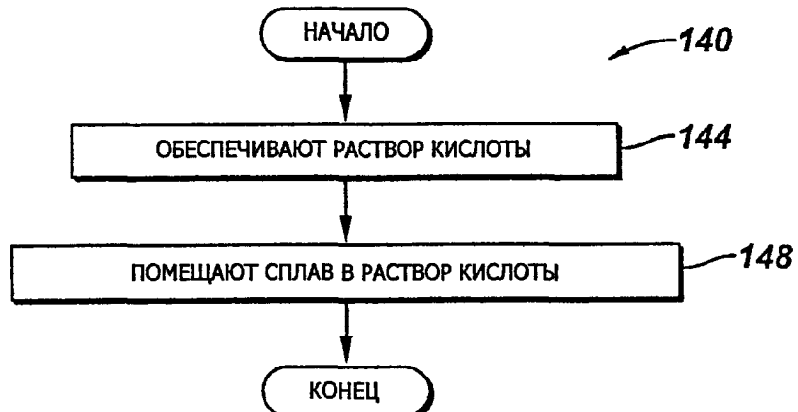 НАЧАЛО
140
ОБЕСПЕЧИВАЮТ РАСТВОР КИСЛОТЫ
144
ПОМЕЩАЮТ СПЛАВ В РАСТВОР КИСЛОТЫ
148
КОНЕЦ